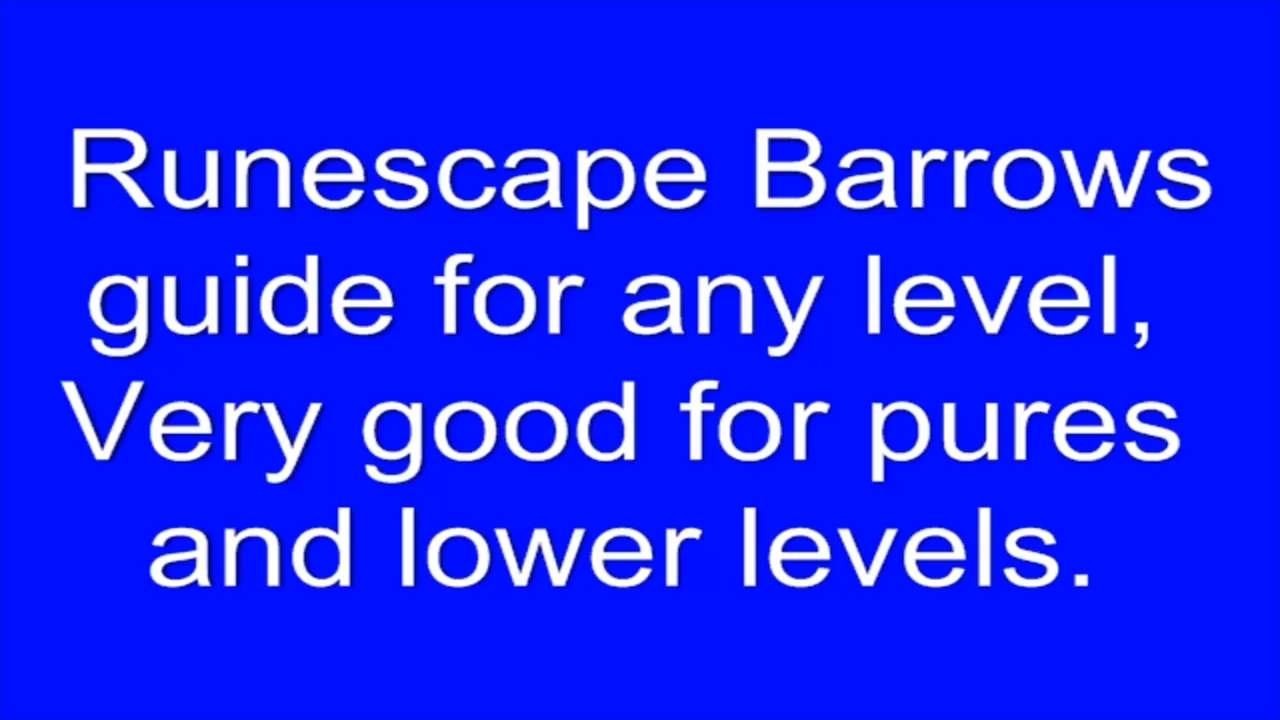 Runescape Barrows
guide for any level,
Very good for pures
and lower levels.